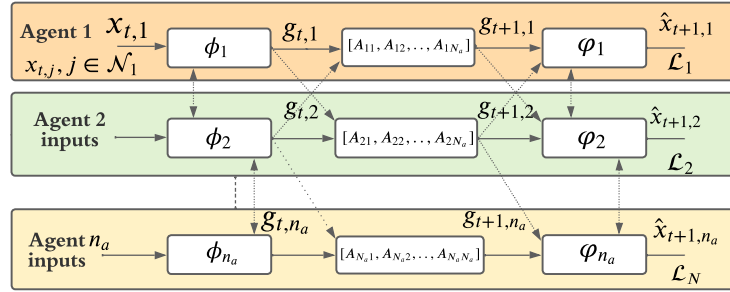 Agent 1 x_{t,1} ϕ_1 g_{t,1} [A_{11}, A_{12}, .., A_{1N_a}] g_{t+1,1} φ_1 x̂_{t+1,1}
x_{t,j}, j ∈ 𝒩_1 ℒ_1
Agent 2
inputs ϕ_2 g_{t,2} [A_{21}, A_{22}, .., A_{2N_a}] g_{t+1,2} φ_2 x̂_{t+1,2}
ℒ_2
Agent n_a
inputs ϕ_{n_a} g_{t,n_a} [A_{N_a1}, A_{N_a2}, .., A_{N_aN_a}] g_{t+1,n_a} φ_{n_a} x̂_{t+1,n_a}
ℒ_N